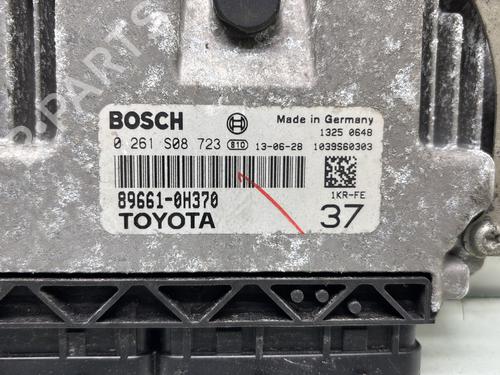 BOSCH
Made in Germany
1325 0648
0 261 S08 723 810 13-06-28 1039S60303
89661-0H370
1KR-FE
TOYOTA
37